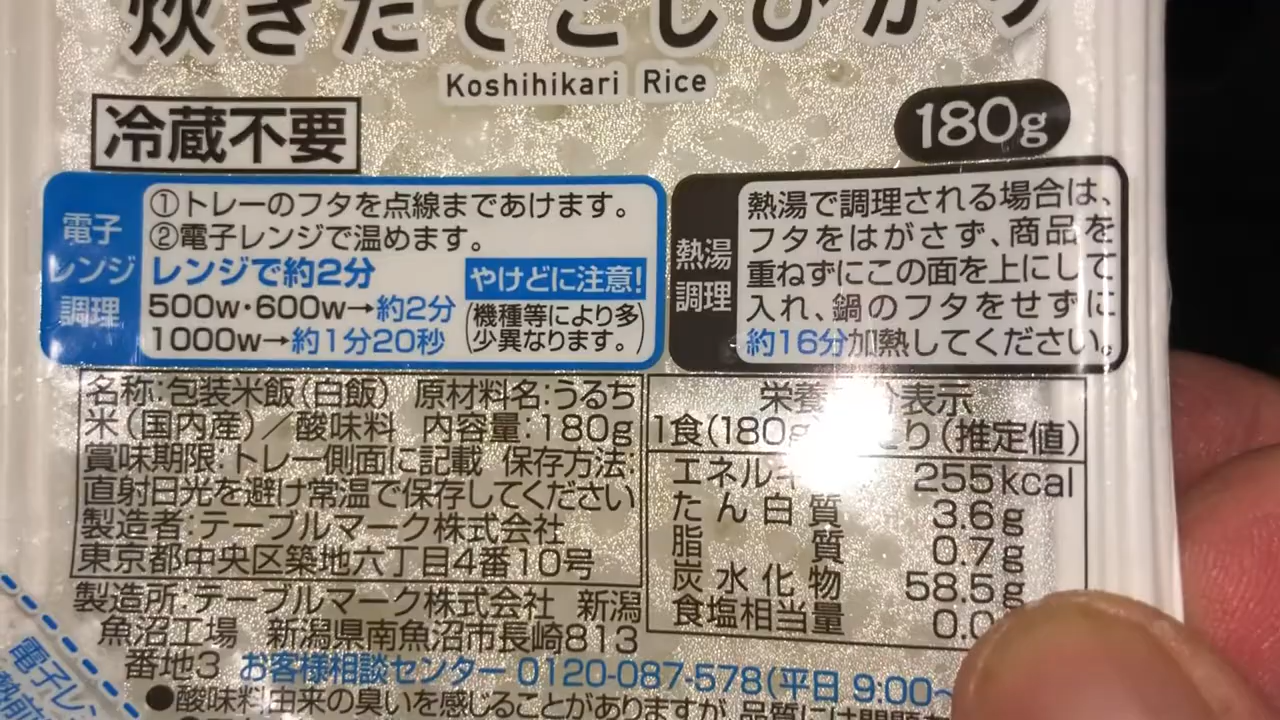 炊きたてこしひかり
Koshihikari Rice
冷蔵不要
180g
電子
レンジ
調理
①トレーのフタを点線まであけます。
②電子レンジで温めます。
レンジで約2分
やけどに注意!
500w・600w→約2分
1000w→約1分20秒
(機種等により多
少異なります。)
熱湯
調理
熱湯で調理される場合は、
フタをはがさず、商品を
重ねずにこの面を上にして
入れ、鍋のフタをせずに
約16分加熱してください。
名称:包装米飯(白飯) 原材料名:うるち
米(国内産)/酸味料 内容量:180g
賞味期限:トレー側面に記載 保存方法:
直射日光を避け常温で保存してください
製造者:テーブルマーク株式会社
東京都中央区築地六丁目4番10号
製造所:テーブルマーク株式会社 新潟
魚沼工場 新潟県南魚沼市長崎813
番地3
お客様相談センター 0120-087-578(平日 9:00~
●酸味料由来の臭いを感じることがありますが、品質には問題
栄養 表示
1食(180g り(推定値)
エネルギ 255kcal
たん白質 3.6g
脂質 0.7g
炭水化物 58.5g
食塩相当量 0.0
電子レン